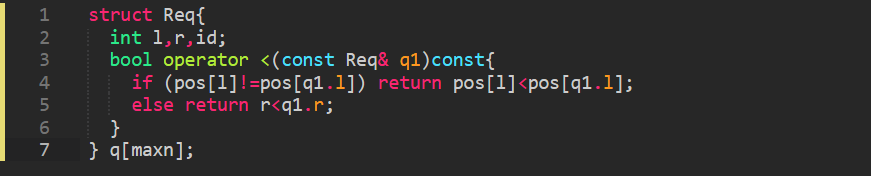 1 struct Req{
2 int l,r,id;
3 bool operator <(const Req& q1)const{
4 if (pos[l]!=pos[q1.l]) return pos[l]<pos[q1.l];
5 else return r<q1.r;
6 }
7 } q[maxn];